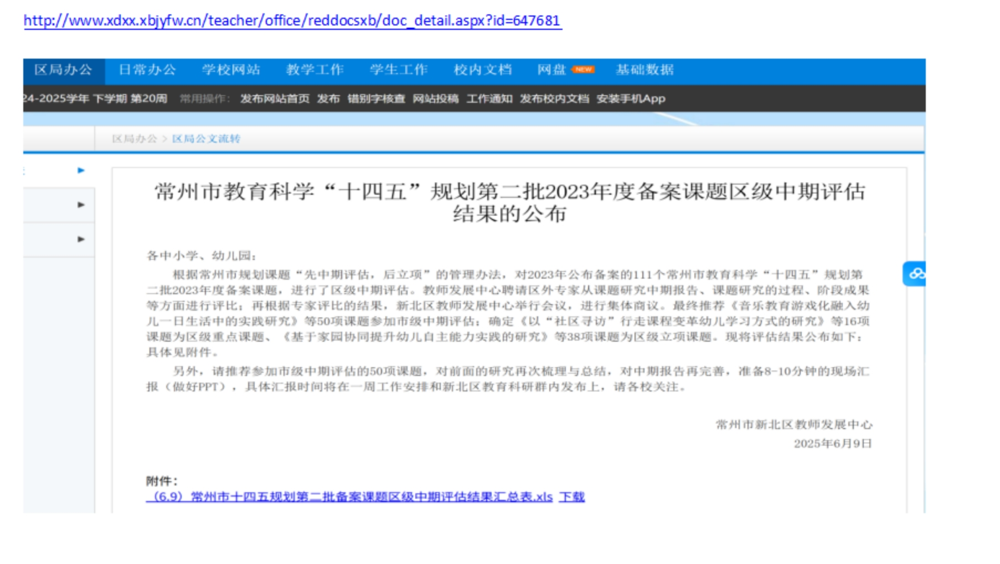 http://www.xdxx.xbjyfw.cn/teacher/office/reddocsxb/doc_detail.aspx?id=647681
区局办公 日常办公 学校网站 教学工作 学生工作 校内文档 网盘 NEW 基础数据
24-2025学年 下学期 第20周 常用操作: 发布网站首页 发布 错别字核查 网站投稿 工作通知 发布校内文档 安装手机App
区局办公 > 区局公文流转
常州市教育科学“十四五”规划第二批2023年度备案课题区级中期评估
结果的公布
各中小学、幼儿园：
根据常州市规划课题“先中期评估，后立项”的管理办法，对2023年公布备案的111个常州市教育科学“十四五”规划第
二批2023年度备案课题，进行了区级中期评估。教师发展中心聘请区外专家从课题研究中期报告、课题研究的过程、阶段成果
等方面进行评比；再根据专家评比的结果，新北区教师发展中心举行会议，进行集体商议。最终推荐《音乐教育游戏化融入幼
儿一日生活中的实践研究》等50项课题参加市级中期评估；确定《以“社区寻访”行走课程变革幼儿学习方式的研究》等16项
课题为区级重点课题、《基于家园协同提升幼儿自主能力实践的研究》等38项课题为区级立项课题。现将评估结果公布如下：
具体见附件。
另外，请推荐参加市级中期评估的50项课题，对前面的研究再次梳理与总结，对中期报告再完善，准备8-10分钟的现场汇
报（做好PPT），具体汇报时间将在一周工作安排和新北区教育科研群内发布上，请各校关注。
常州市新北区教师发展中心
2025年6月9日
附件：
（6.9）常州市十四五规划第二批备案课题区级中期评估结果汇总表.xls 下载